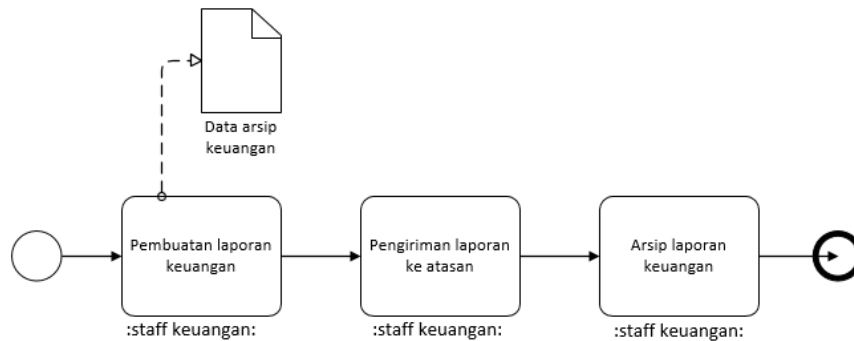 Data arsip
keuangan
Pembuatan laporan
keuangan
Pengiriman laporan
ke atasan
Arsip laporan
keuangan
:staff keuangan:
:staff keuangan:
:staff keuangan: